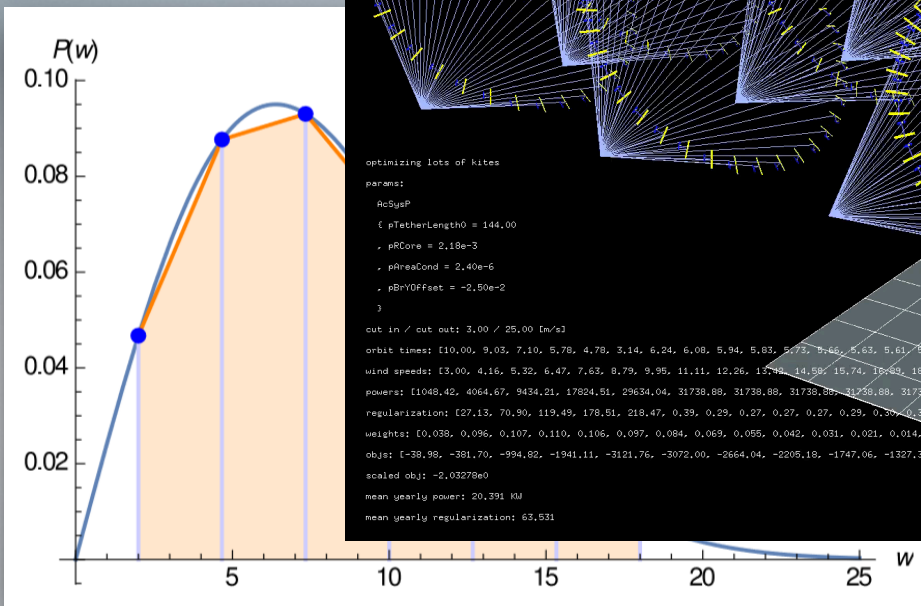 P(w)
0.10
0.08
0.06
0.04
0.02
5
10
15
20
25
w
optimizing lots of kites
params:
AcSysP
{ pTetherLength0 = 144.00
, pRCore = 2.18e-3
, pAreaCond = 2.40e-6
, pBrYOffset = -2.50e-2
}
cut in / cut out: 3.00 / 25.00 [m/s]
orbit times: [10.00, 9.03, 7.10, 5.78, 4.78, 3.14, 6.24, 6.08, 5.94, 5.83, 5.73, 5.66, 5.63, 5.61,
wind speeds: [3.00, 4.16, 5.32, 6.47, 7.63, 8.79, 9.95, 11.11, 12.26, 13.42, 14.58, 15.74, 16.89,
powers: [1048.42, 4064.67, 9434.21, 17824.51, 29634.04, 31738.88, 31738.88, 31738.88, 31738.88,
regularization: [27.13, 70.90, 119.49, 178.51, 218.47, 0.39, 0.29, 0.27, 0.27, 0.27, 0.29, 0.30,
weights: [0.038, 0.096, 0.107, 0.110, 0.106, 0.097, 0.084, 0.069, 0.055, 0.042, 0.031, 0.021, 0.014,
objs: [-38.98, -381.70, -994.82, -1941.11, -3121.76, -3072.00, -2664.04, -2205.18, -1747.06,
scaled obj: -2.03278e0
mean yearly power: 20.391 KW
mean yearly regularization: 63.531